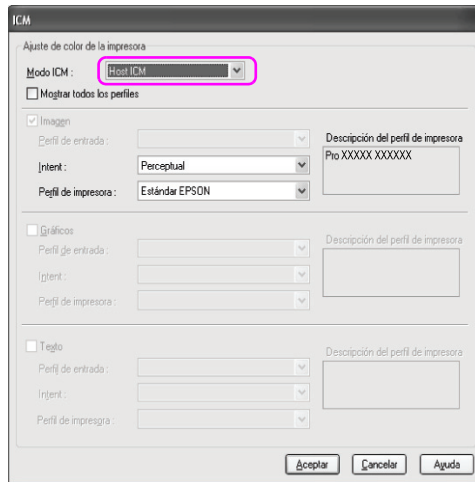 ICM
Ajuste de color de la impresora
Modo ICM : Host ICM
Mostrar todos los perfiles
Imagen
Perfil de entrada :
Descripción del perfil de impresora
Intent : Perceptual
Pro XXXXX XXXXXX
Perfil de impresora : Estándar EPSON
Gráficos
Perfil de entrada :
Descripción del perfil de impresora
Intent :
Perfil de impresora :
Texto
Perfil de entrada :
Descripción del perfil de impresora
Intent :
Perfil de impresora :
Aceptar Cancelar Ayuda